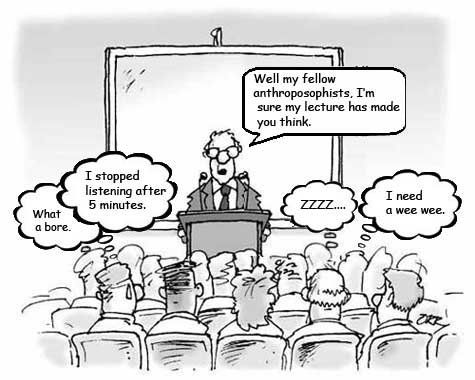 Well my fellow
anthroposophists, I'm
sure my lecture has made
you think.
I stopped
listening after
5 minutes.
What
a bore.
ZZZZ....
I need
a wee wee.